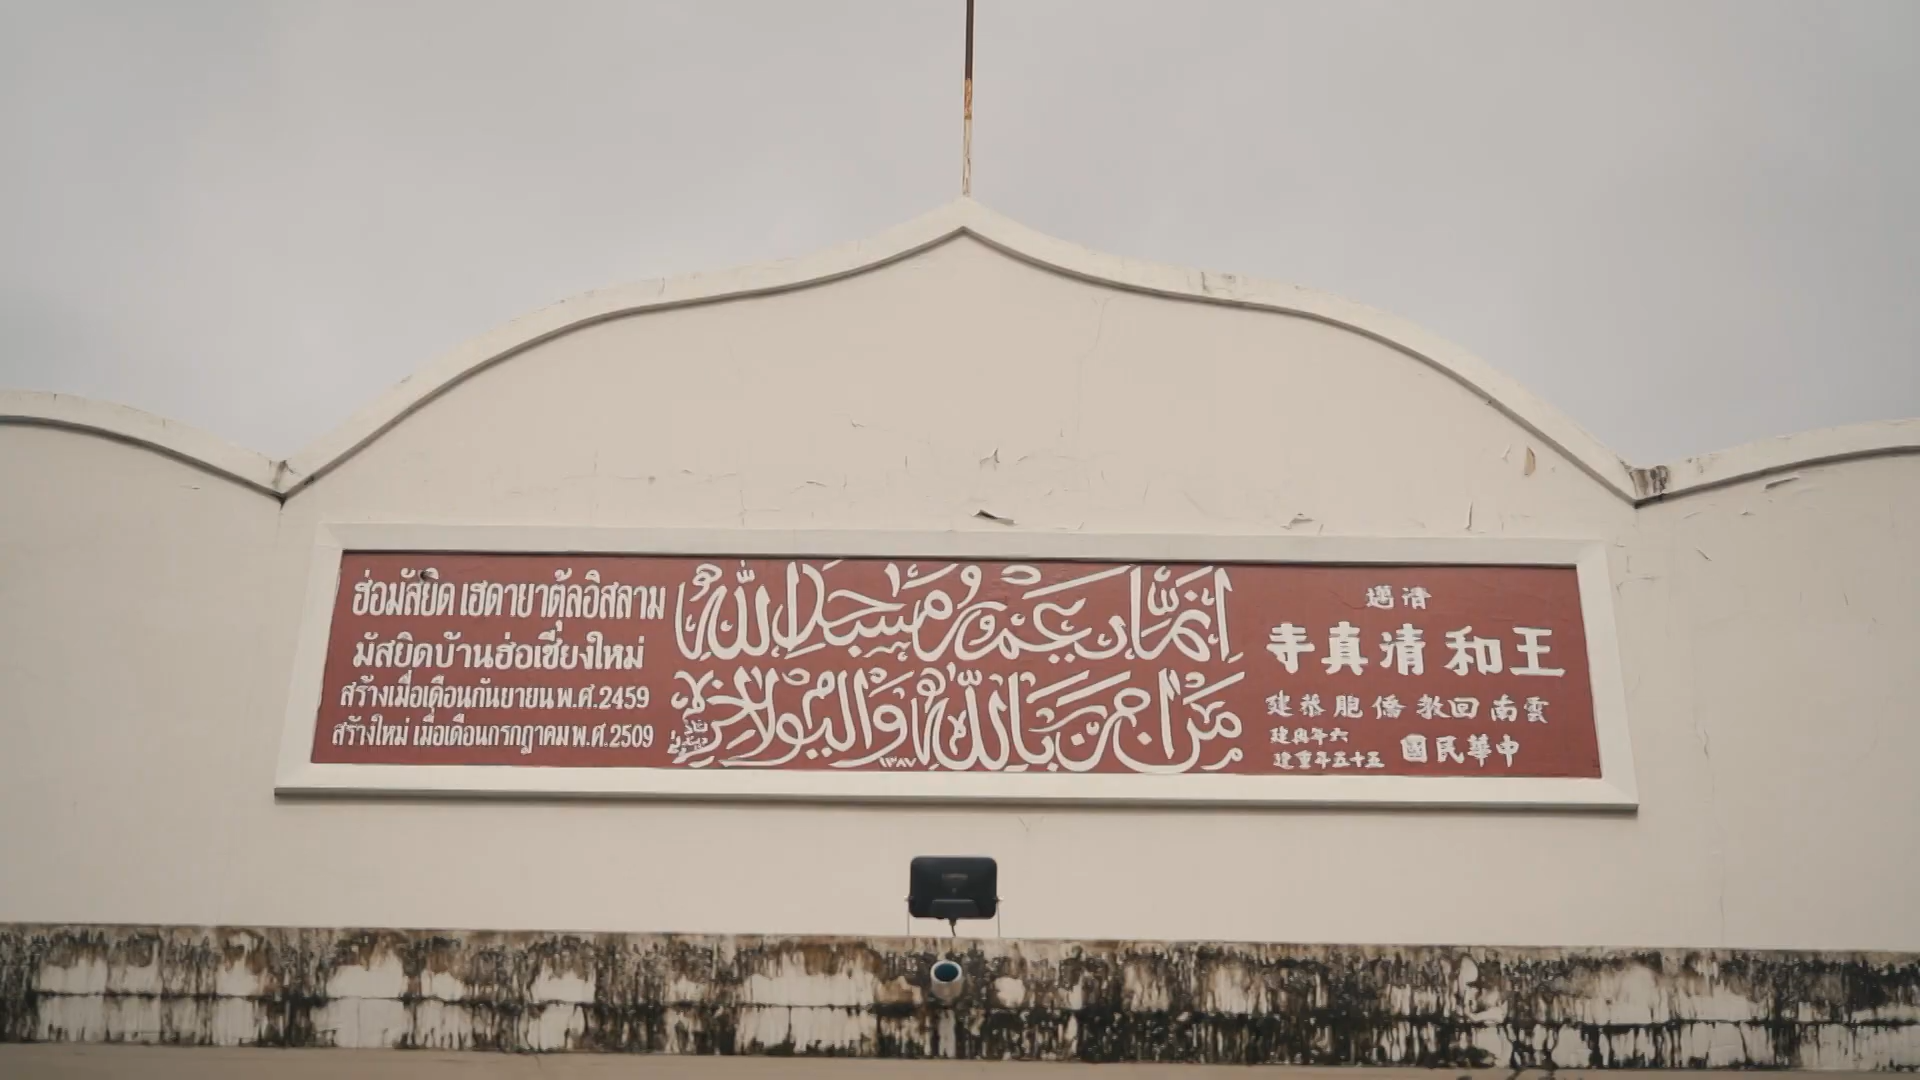 ฮ่อมัสยิด เฮดายาตุ้ลอิสลาม
มัสยิดบ้านฮ่อเชียงใหม่
สร้างเมื่อเดือนกันยายน พ.ศ.2459
สร้างใหม่ เมื่อเดือนกรกฎาคม พ.ศ.2509
إنما يعمر مساجد الله
من آمن بالله واليوم الآخر
١٣٨٧
清邁
王和清真寺
雲南回教僑胞恭建
中華民國
六年興建
五十五年重建